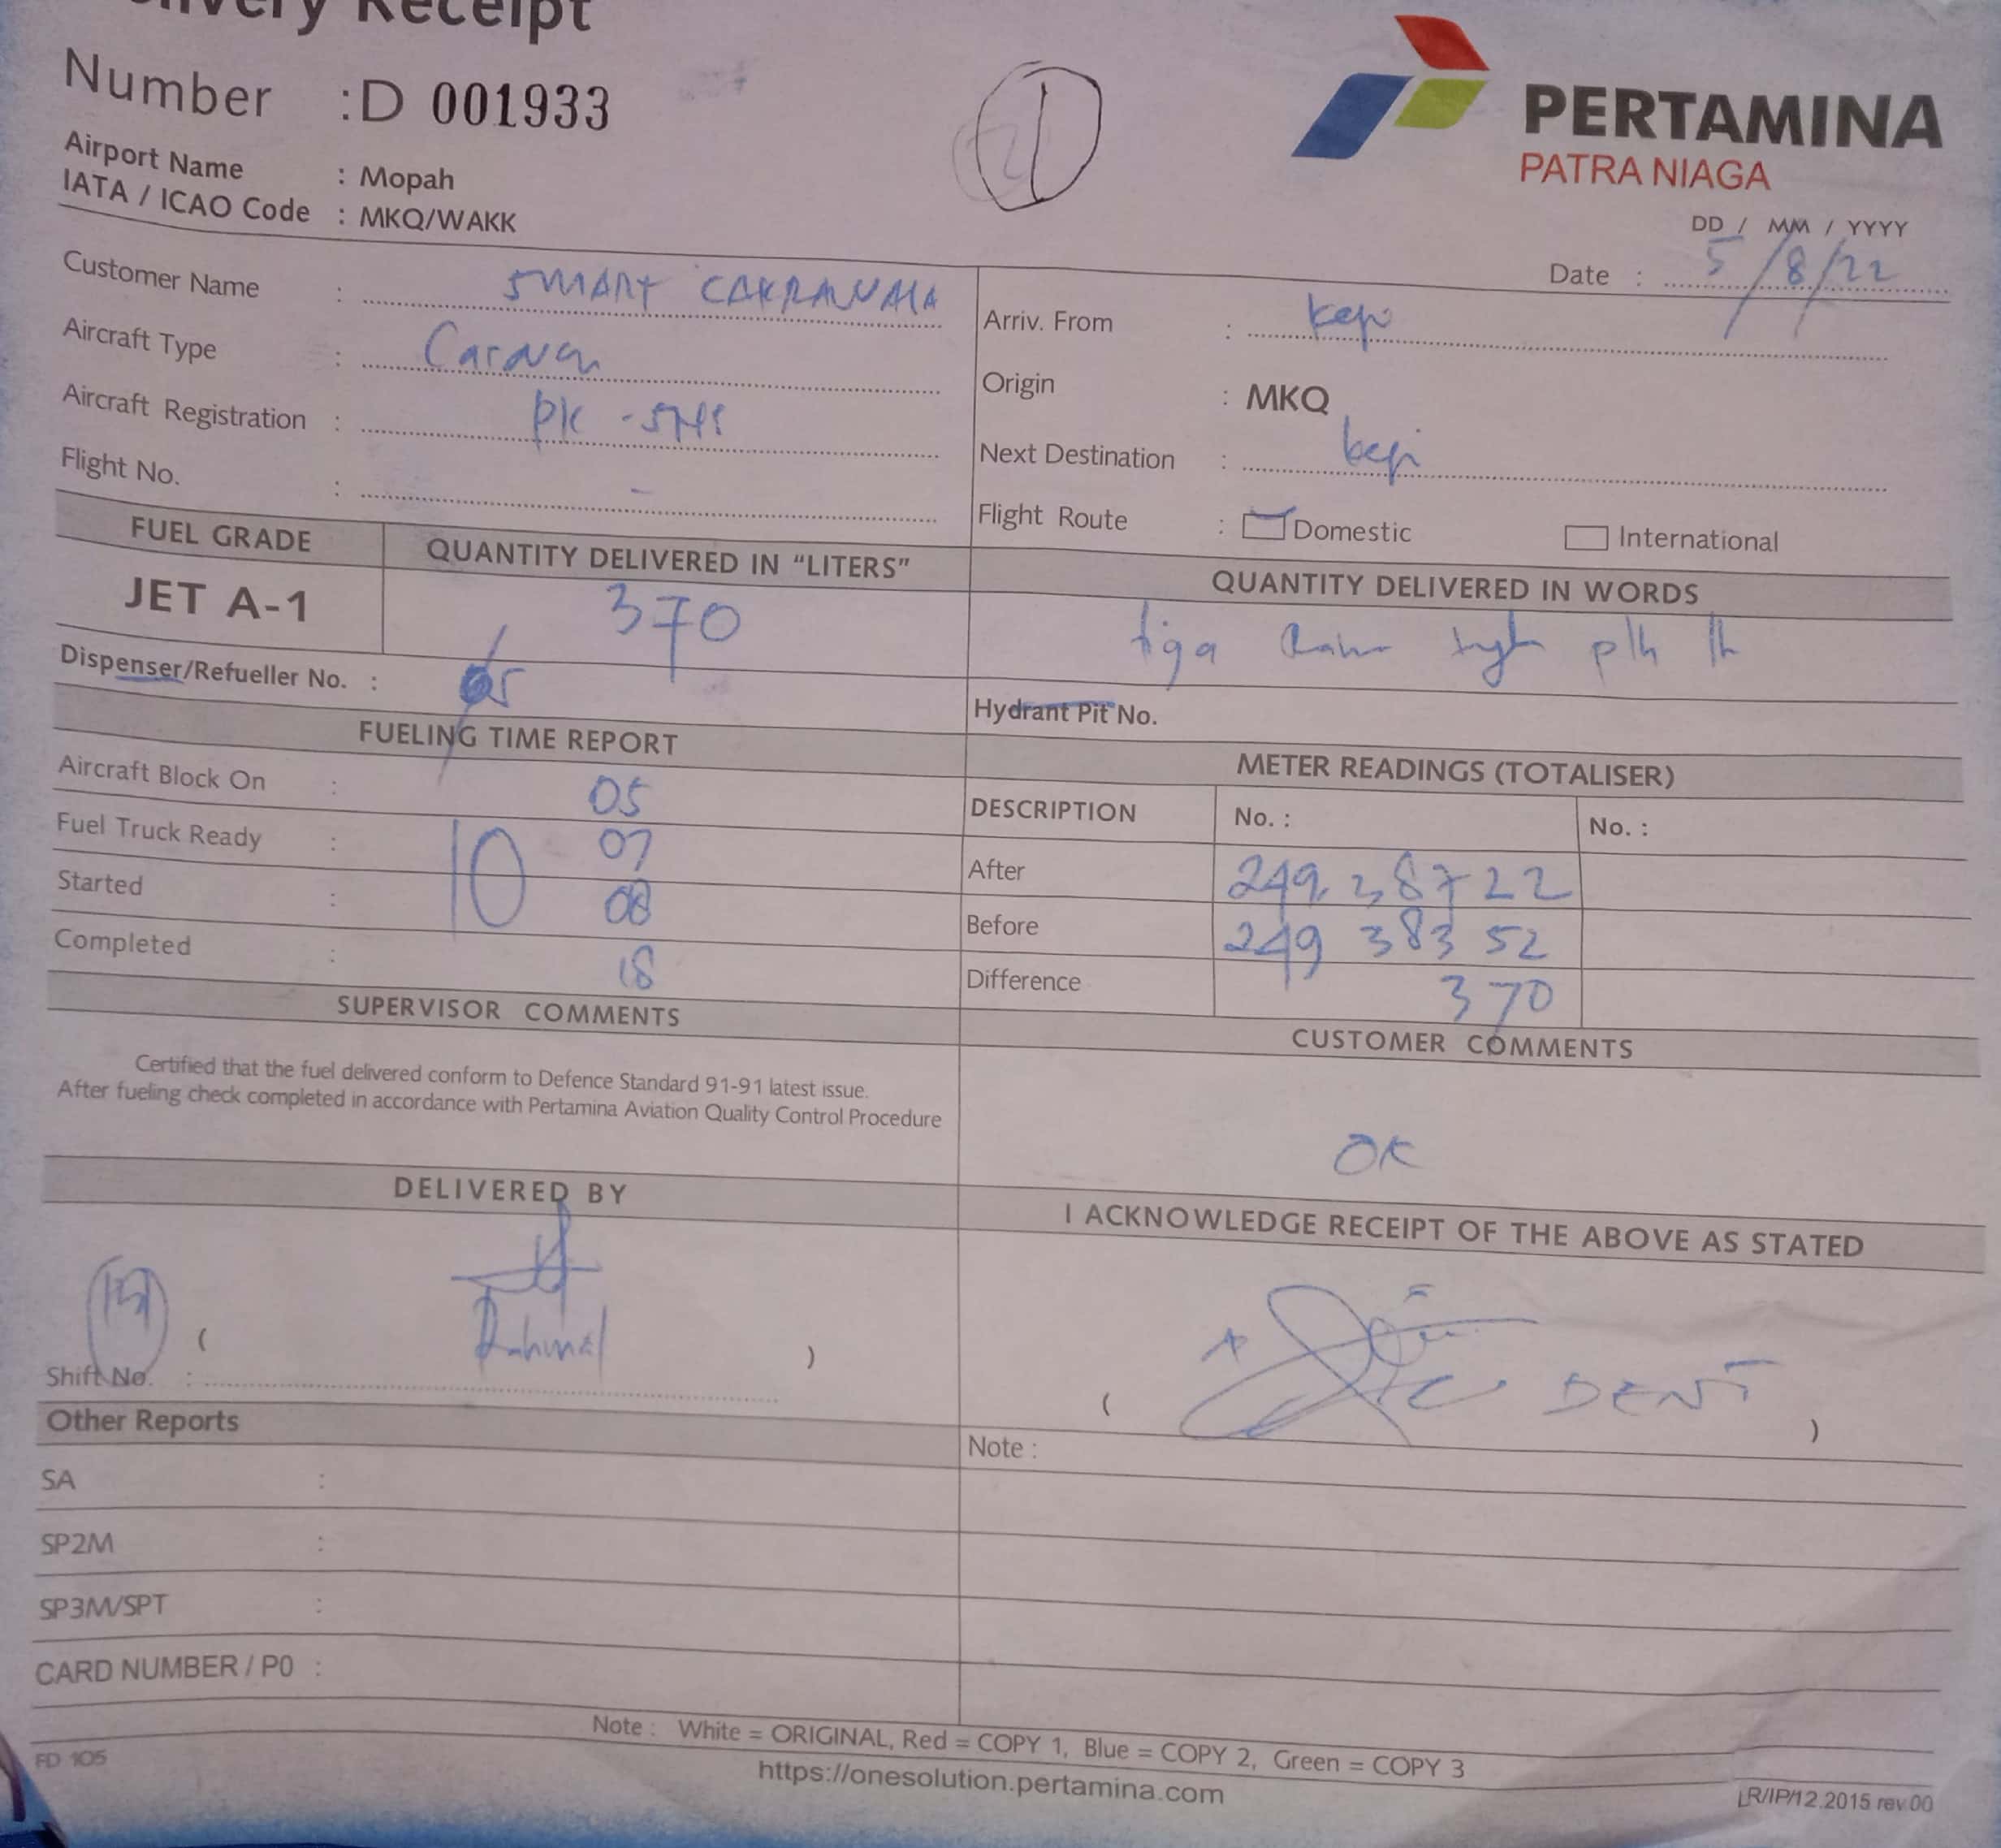 Delivery Receipt
Number : D 001933
1
PERTAMINA
PATRA NIAGA
Airport Name : Mopah
IATA / ICAO Code : MKQ/WAKK
DD / MM / YYYY
Date : 5/8/22
Customer Name : SMART CAKRAWALA
Aircraft Type : Caravan
Aircraft Registration : PK -
Flight No. : -
Arriv. From : kepi
Origin : MKQ
Next Destination : kepi
Flight Route : Domestic International
FUEL GRADE QUANTITY DELIVERED IN "LITERS" QUANTITY DELIVERED IN WORDS
JET A-1 370 tiga
Dispenser/Refueller No. :
Hydrant Pit No.
FUELING TIME REPORT
Aircraft Block On : 05
Fuel Truck Ready : 10 07
Started : 08
Completed : 18
METER READINGS (TOTALISER)
DESCRIPTION No. : No. :
After 249 38722
Before 249 383 52
Difference 370
SUPERVISOR COMMENTS
Certified that the fuel delivered conform to Defence Standard 91-91 latest issue.
After fueling check completed in accordance with Pertamina Aviation Quality Control Procedure
CUSTOMER COMMENTS
OK
DELIVERED BY
( )
Shift No. :
I ACKNOWLEDGE RECEIPT OF THE ABOVE AS STATED
( )
Other Reports
SA :
SP2M :
SP3M/SPT :
CARD NUMBER / P0 :
Note :
Note : White = ORIGINAL, Red = COPY 1, Blue = COPY 2, Green = COPY 3
https://onesolution.pertamina.com
FD 105
LR/IP/12.2015 rev.00